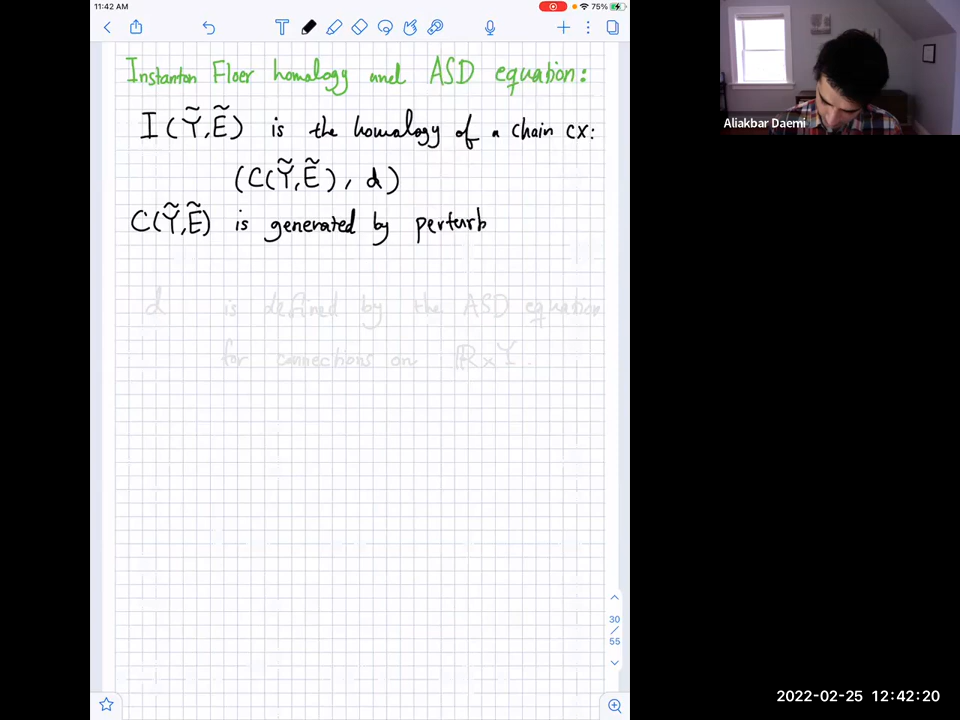 11:42 AM
75%
Instanton Floer homology and ASD equation:
I(Ỹ,Ẽ) is the homology of a chain cx:
(C(Ỹ,Ẽ), d)
C(Ỹ,Ẽ) is generated by perturb
d is defined by the ASD equation
for connections on ℝ×Y.
30
/
55
Aliakbar Daemi
2022-02-25 12:42:20